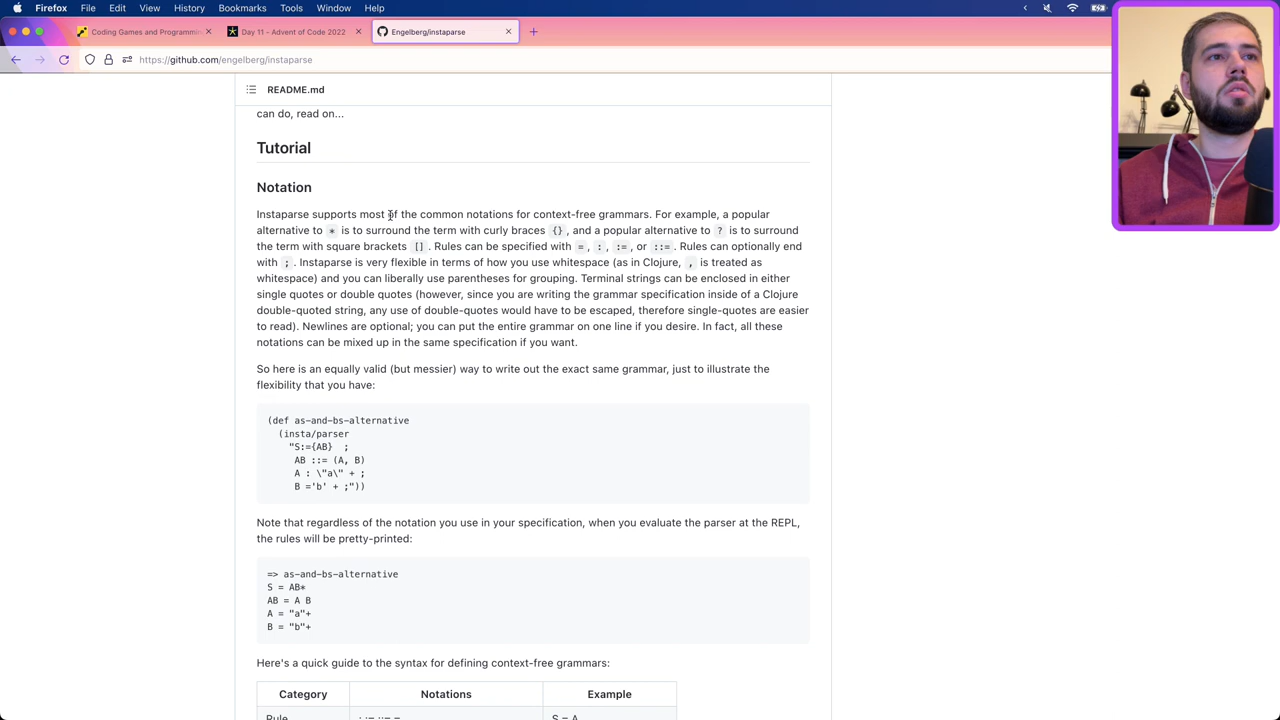 Firefox File Edit View History Bookmarks Tools Window Help
Coding Games and Programmin
Day 11 - Advent of Code 2022
Engelberg/instaparse
https://github.com/engelberg/instaparse
README.md
can do, read on...
Tutorial
Notation
Instaparse supports most of the common notations for context-free grammars. For example, a popular
alternative to * is to surround the term with curly braces {}, and a popular alternative to ? is to surround
the term with square brackets []. Rules can be specified with =, :, :=, or ::=. Rules can optionally end
with ;. Instaparse is very flexible in terms of how you use whitespace (as in Clojure, , is treated as
whitespace) and you can liberally use parentheses for grouping. Terminal strings can be enclosed in either
single quotes or double quotes (however, since you are writing the grammar specification inside of a Clojure
double-quoted string, any use of double-quotes would have to be escaped, therefore single-quotes are easier
to read). Newlines are optional; you can put the entire grammar on one line if you desire. In fact, all these
notations can be mixed up in the same specification if you want.
So here is an equally valid (but messier) way to write out the exact same grammar, just to illustrate the
flexibility that you have:
(def as-and-bs-alternative
(insta/parser
"S:={AB} ;
AB ::= (A, B)
A : \"a\" + ;
B ='b' + ;"))
Note that regardless of the notation you use in your specification, when you evaluate the parser at the REPL,
the rules will be pretty-printed:
=> as-and-bs-alternative
S = AB*
AB = A B
A = "a"+
B = "b"+
Here's a quick guide to the syntax for defining context-free grammars:
Category Notations Example
Rule : := ::= = S = A